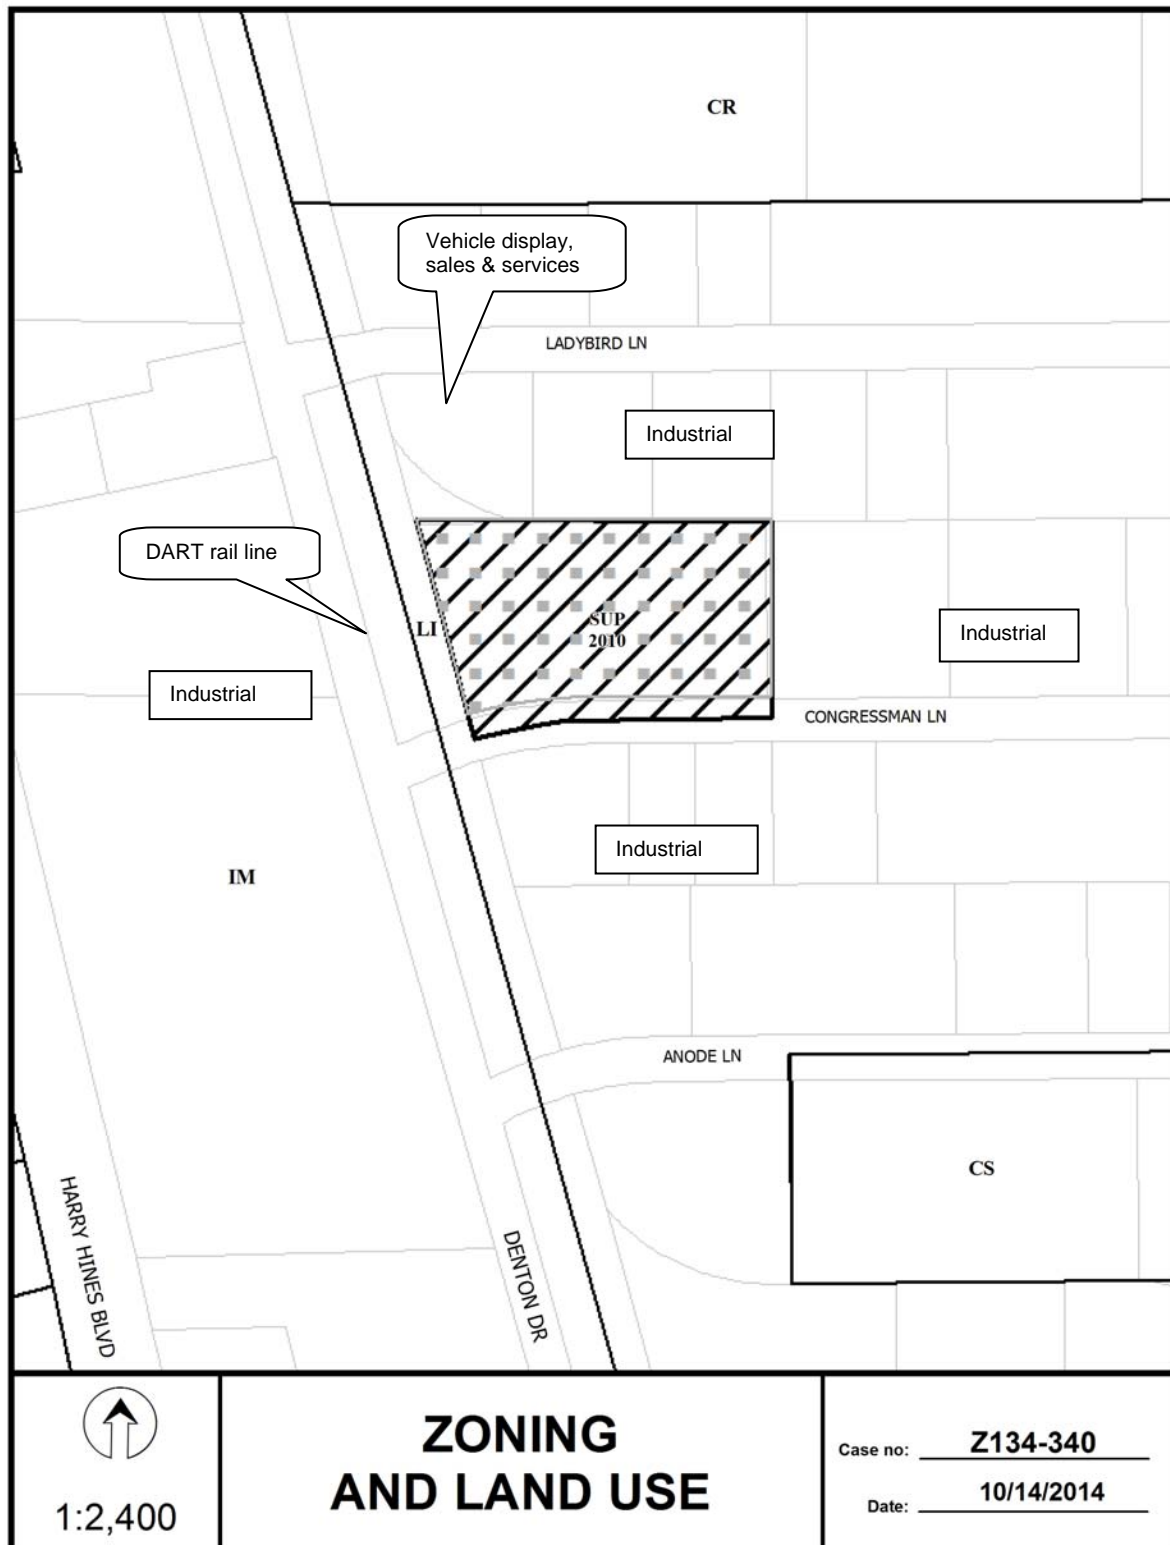 CR
Vehicle display,
sales & services
LADYBIRD LN
Industrial
DART rail line
LI
SUP
2010
Industrial
Industrial
CONGRESSMAN LN
Industrial
IM
ANODE LN
CS
HARRY HINES BLVD
DENTON DR
1:2,400
ZONING
AND LAND USE
Case no: Z134-340
Date: 10/14/2014